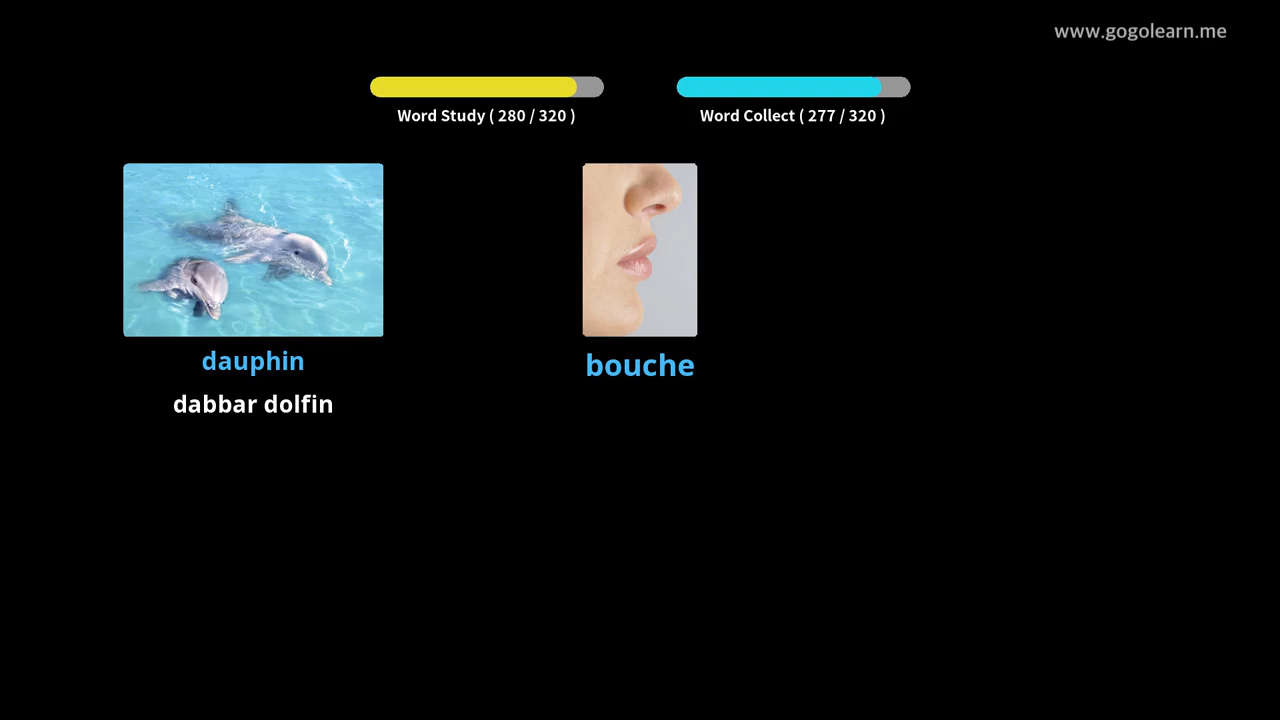 www.gogolearn.me
Word Study ( 280 / 320 )
Word Collect ( 277 / 320 )
dauphin
dabbar dolfin
bouche